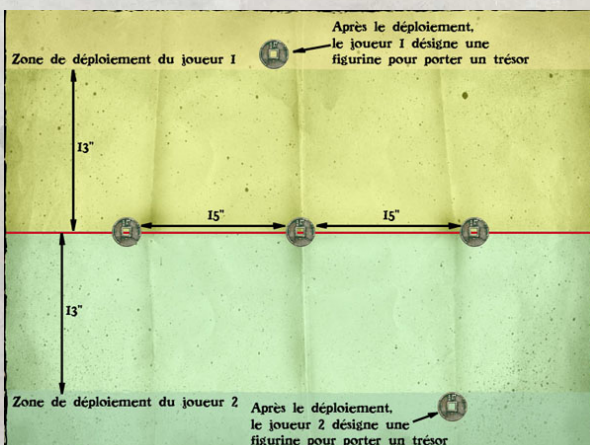 Après le déploiement,
le joueur 1 désigne une
figurine pour porter un trésor
Zone de déploiement du joueur 1
13"
15"
15"
13"
Zone de déploiement du joueur 2
Après le déploiement,
le joueur 2 désigne une
figurine pour porter un trésor